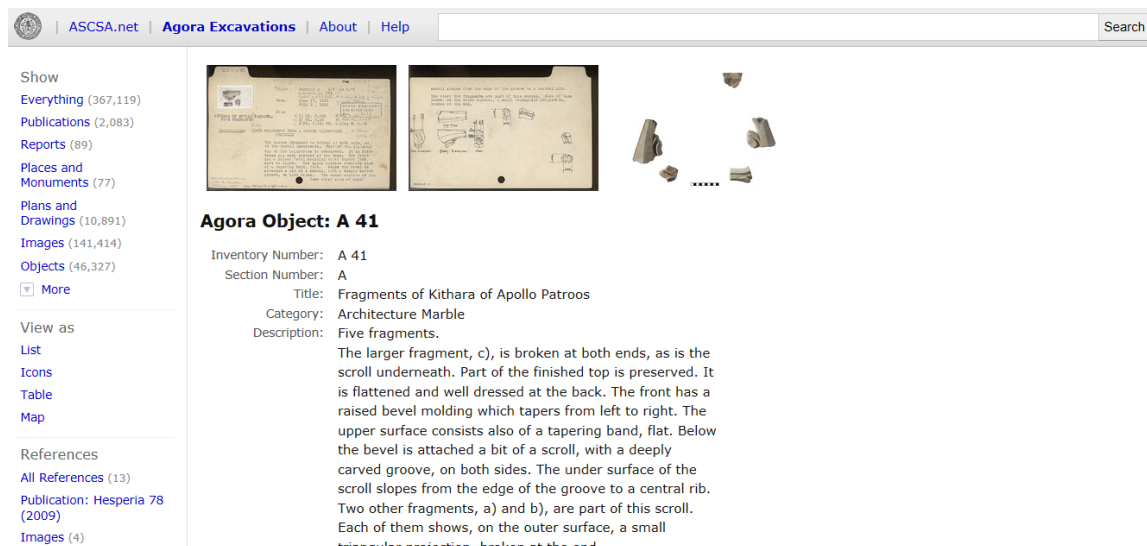 | ASCSA.net | Agora Excavations | About | Help
Search
Show
Everything (367,119)
Publications (2,083)
Reports (89)
Places and
Monuments (77)
Plans and
Drawings (10,891)
Images (141,414)
Objects (46,327)
More
View as
List
Icons
Table
Map
References
All References (13)
Publication: Hesperia 78
(2009)
Images (4)
Agora Object: A 41
Inventory Number: A 41
Section Number: A
Title: Fragments of Kithara of Apollo Patroos
Category: Architecture Marble
Description: Five fragments.
The larger fragment, c), is broken at both ends, as is the
scroll underneath. Part of the finished top is preserved. It
is flattened and well dressed at the back. The front has a
raised bevel molding which tapers from left to right. The
upper surface consists also of a tapering band, flat. Below
the bevel is attached a bit of a scroll, with a deeply
carved groove, on both sides. The under surface of the
scroll slopes from the edge of the groove to a central rib.
Two other fragments, a) and b), are part of this scroll.
Each of them shows, on the outer surface, a small
triangular projection, broken at the end.